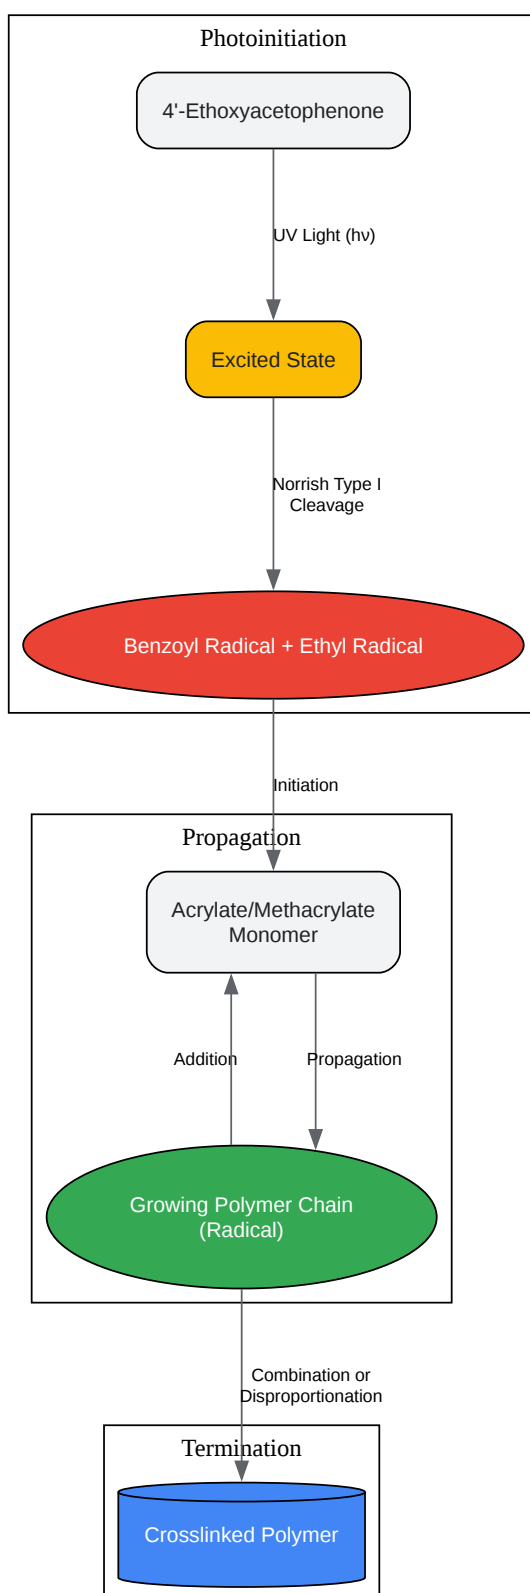 Photoinitiation
4'-Ethoxyacetophenone
UV Light (hν)
Excited State
Norrish Type I
Cleavage
Benzoyl Radical + Ethyl Radical
Initiation
Propagation
Acrylate/Methacrylate
Monomer
Addition
Propagation
Growing Polymer Chain
(Radical)
Combination or
Disproportionation
Termination
Crosslinked Polymer